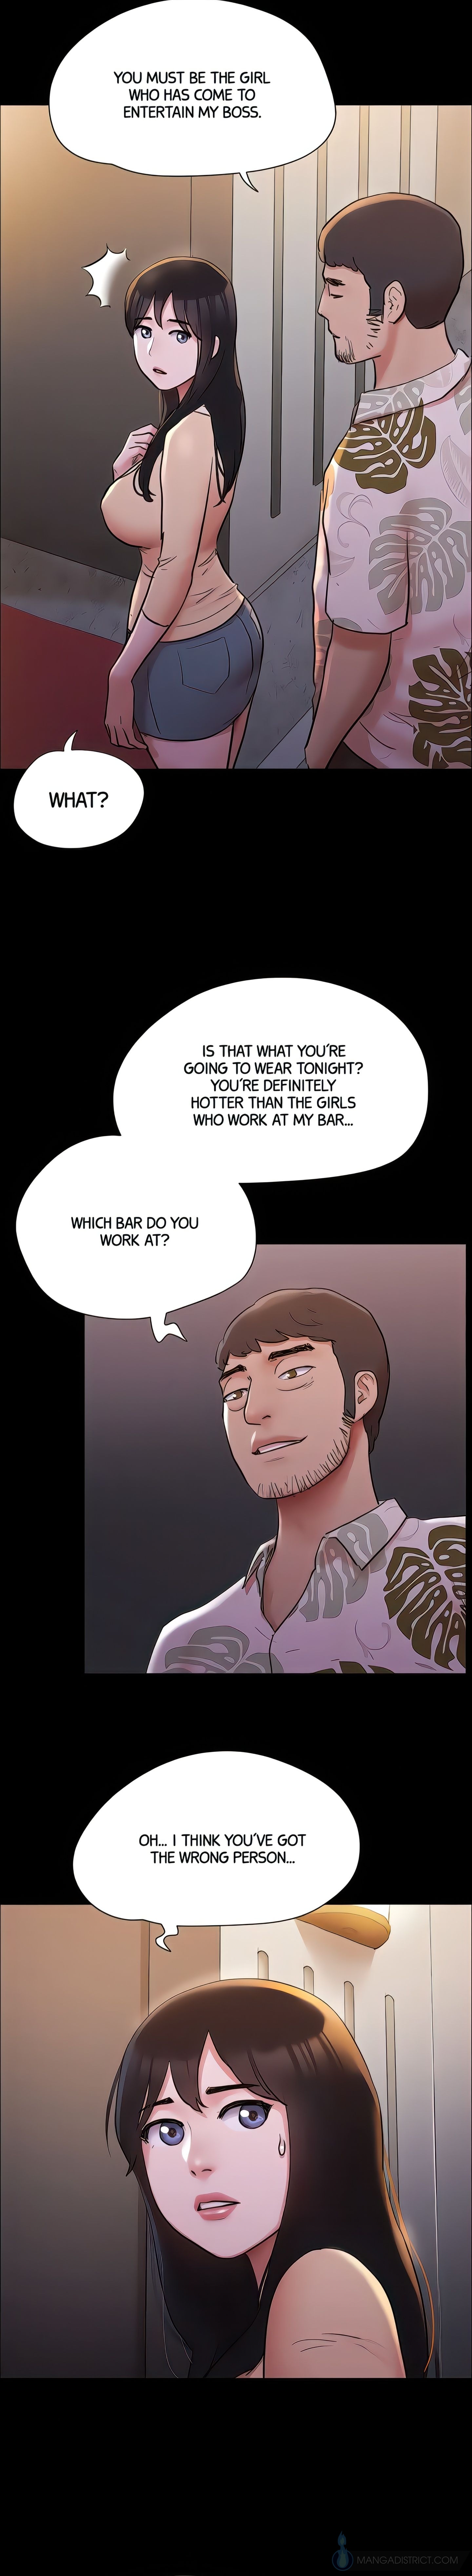 YOU MUST BE THE GIRL
WHO HAS COME TO
ENTERTAIN MY BOSS.
WHAT?
IS THAT WHAT YOU'RE
GOING TO WEAR TONIGHT?
YOU'RE DEFINITELY
HOTTER THAN THE GIRLS
WHO WORK AT MY BAR...
WHICH BAR DO YOU
WORK AT?
OH... I THINK YOU'VE GOT
THE WRONG PERSON...
MANGADISTRICT.COM